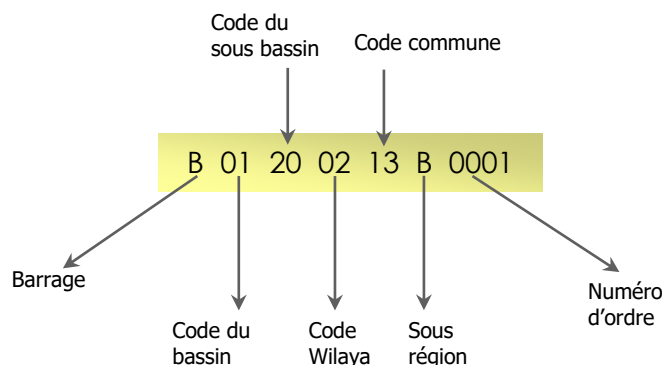 Code du
sous bassin
Code commune
B 01 20 02 13 B 0001
Barrage
Numéro
d'ordre
Code du
bassin
Code
Wilaya
Sous
région